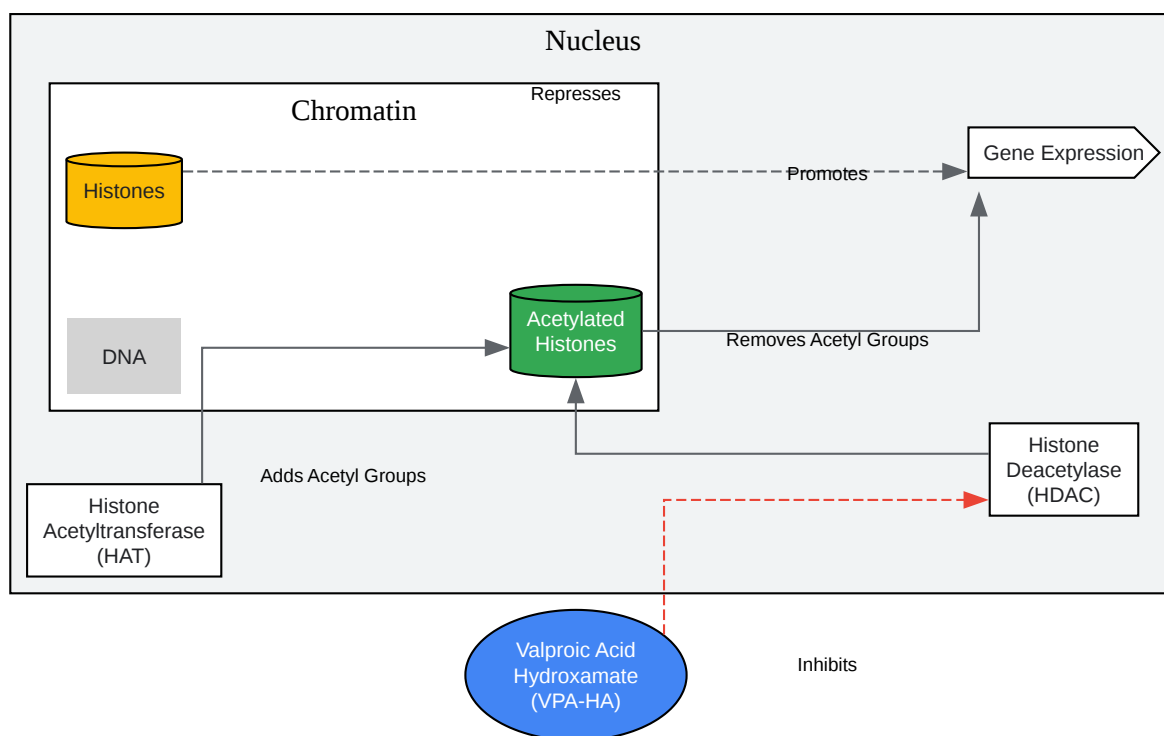 Nucleus
Represses
Chromatin
Gene Expression
Promotes
Histones
Acetylated
Histones
Removes Acetyl Groups
DNA
Histone
Deacetylase
(HDAC)
Adds Acetyl Groups
Histone
Acetyltransferase
(HAT)
Valproic Acid
Hydroxamate
(VPA-HA)
Inhibits